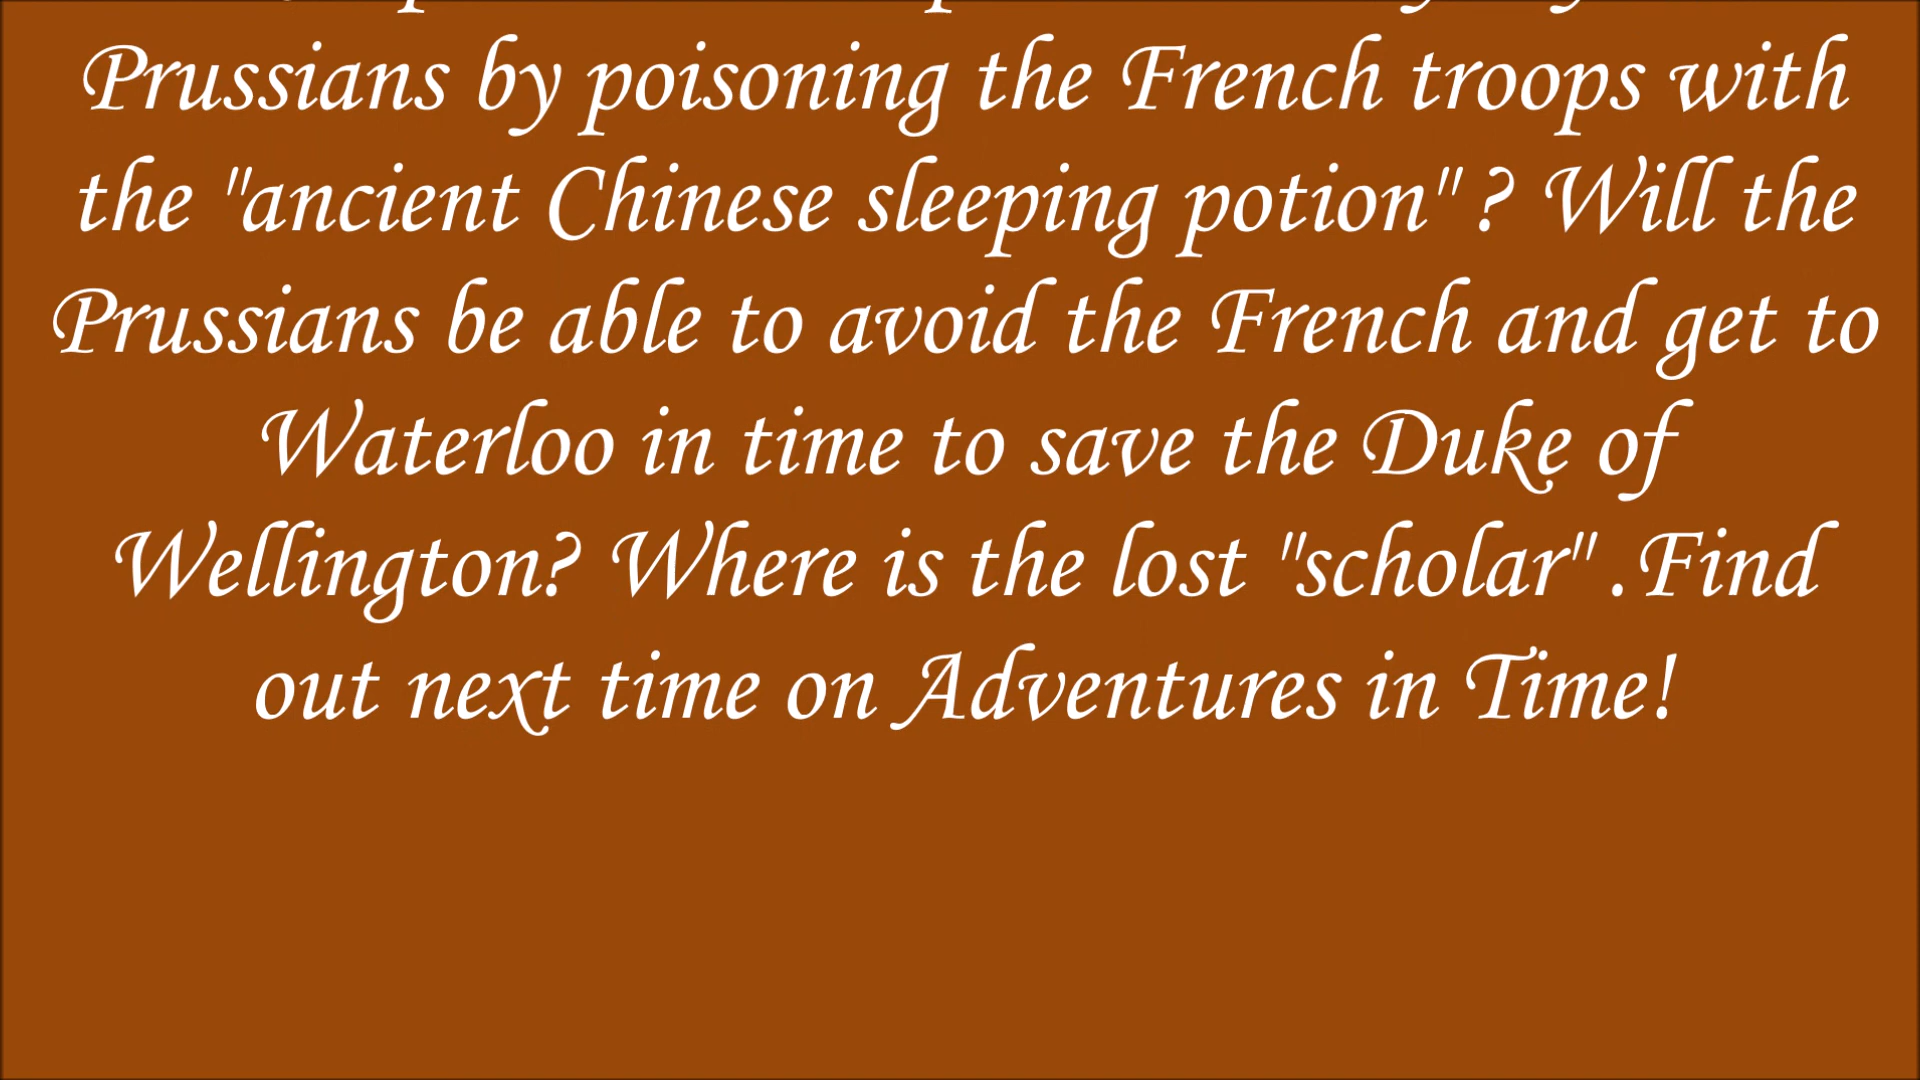 Prussians by poisoning the French troops with
the "ancient Chinese sleeping potion" ? Will the
Prussians be able to avoid the French and get to
Waterloo in time to save the Duke of
Wellington? Where is the lost "scholar" .Find
out next time on Adventures in Time!